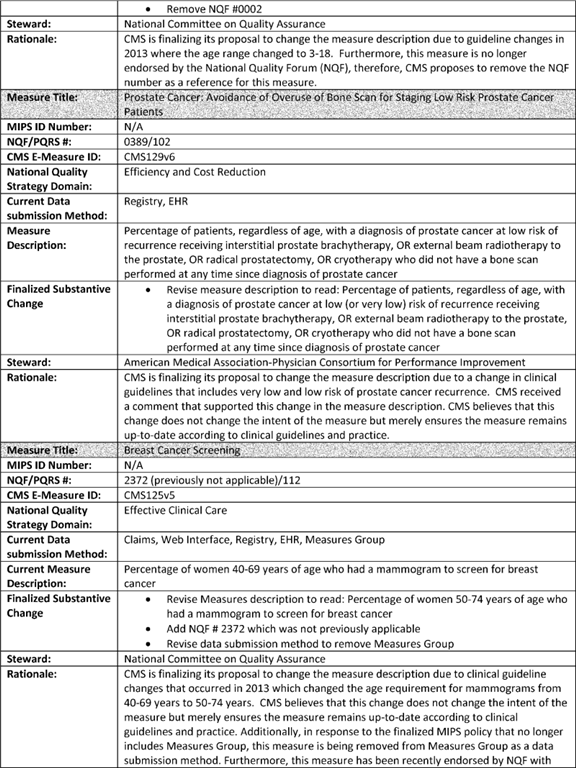 • Remove NQF #0002
Steward: National Committee on Quality Assurance
Rationale: CMS is finalizing its proposal to change the measure description due to guideline changes in
2013 where the age range changed to 3-18. Furthermore, this measure is no longer
endorsed by the National Quality Forum (NQF), therefore, CMS proposes to remove the NQF
number as a reference for this measure.
Measure Title: Prostate Cancer: Avoidance of Overuse of Bone Scan for Staging Low Risk Prostate Cancer
Patients
MIPS ID Number: N/A
NQF/PQRS #: 0389/102
CMS E-Measure ID: CMS129v6
National Quality Efficiency and Cost Reduction
Strategy Domain:
Current Data Registry, EHR
submission Method:
Measure Percentage of patients, regardless of age, with a diagnosis of prostate cancer at low risk of
Description: recurrence receiving interstitial prostate brachytherapy, OR external beam radiotherapy to
the prostate, OR radical prostatectomy, OR cryotherapy who did not have a bone scan
performed at any time since diagnosis of prostate cancer
Finalized Substantive • Revise measure description to read: Percentage of patients, regardless of age, with
Change a diagnosis of prostate cancer at low (or very low) risk of recurrence receiving
interstitial prostate brachytherapy, OR external beam radiotherapy to the prostate,
OR radical prostatectomy, OR cryotherapy who did not have a bone scan
performed at any time since diagnosis of prostate cancer
Steward: American Medical Association-Physician Consortium for Performance Improvement
Rationale: CMS is finalizing its proposal to change the measure description due to a change in clinical
guidelines that includes very low and low risk of prostate cancer recurrence. CMS received
a comment that supported this change in the measure description. CMS believes that this
change does not change the intent of the measure but merely ensures the measure remains
up-to-date according to clinical guidelines and practice.
Measure Title: Breast Cancer Screening
MIPS ID Number: N/A
NQF/PQRS #: 2372 (previously not applicable)/112
CMS E-Measure ID: CMS125v5
National Quality Effective Clinical Care
Strategy Domain:
Current Data Claims, Web Interface, Registry, EHR, Measures Group
submission Method:
Current Measure Percentage of women 40-69 years of age who had a mammogram to screen for breast
Description: cancer
Finalized Substantive • Revise Measures description to read: Percentage of women 50-74 years of age who
Change had a mammogram to screen for breast cancer
• Add NQF # 2372 which was not previously applicable
• Revise data submission method to remove Measures Group
Steward: National Committee on Quality Assurance
Rationale: CMS is finalizing its proposal to change the measure description due to clinical guideline
changes that occurred in 2013 which changed the age requirement for mammograms from
40-69 years to 50-74 years. CMS believes that this change does not change the intent of the
measure but merely ensures the measure remains up-to-date according to clinical
guidelines and practice. Additionally, in response to the finalized MIPS policy that no longer
includes Measures Group, this measure is being removed from Measures Group as a data
submission method. Furthermore, this measure has been recently endorsed by NQF with